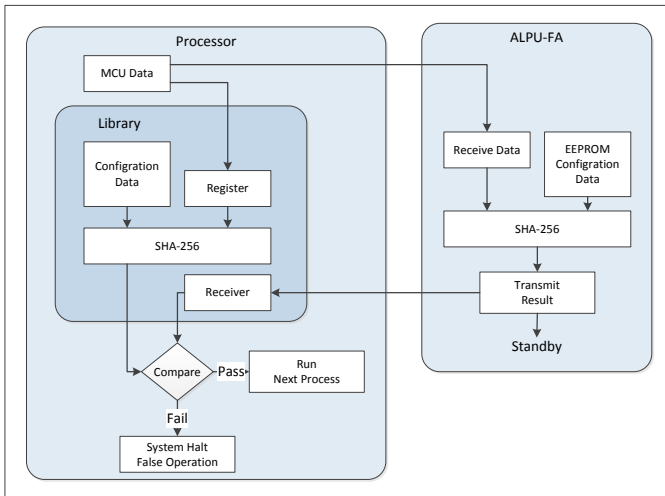 Processor
MCU Data
Library
Configration
Data
Register
SHA-256
Receiver
Compare
Pass
Run
Next Process
Fail
System Halt
False Operation
ALPU-FA
Receive Data
EEPROM
Configration
Data
SHA-256
Transmit
Result
Standby